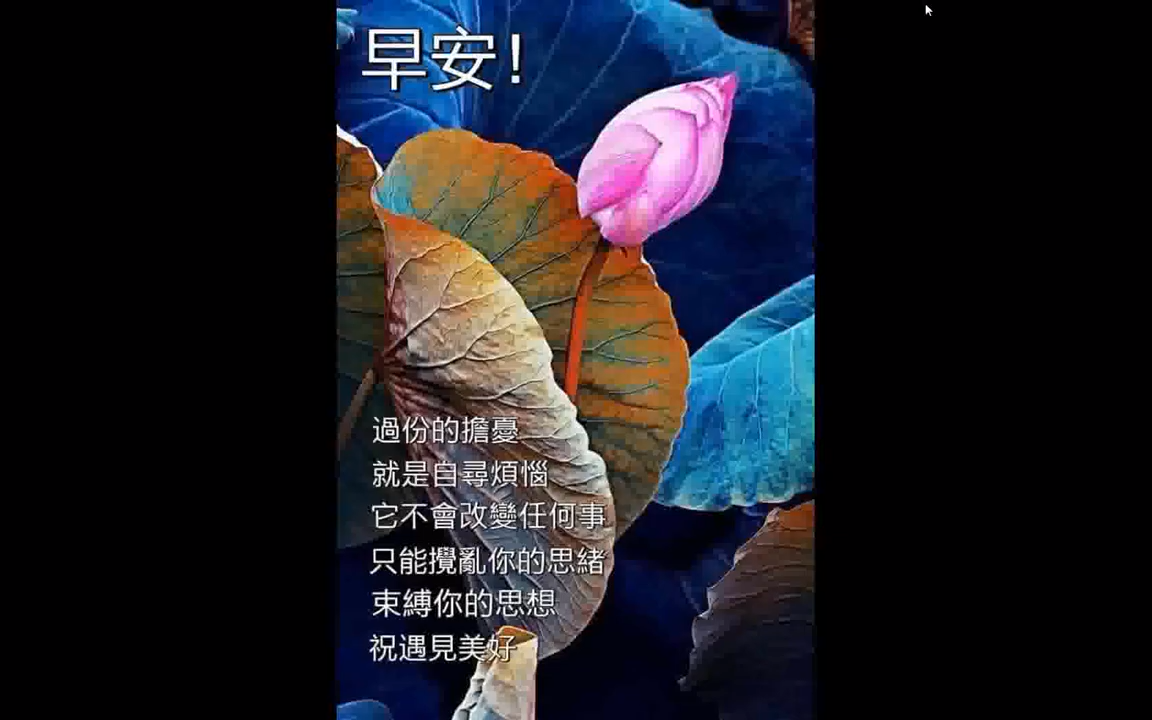 早安!
過份的擔憂
就是自尋煩惱
它不會改變任何事
只能攪亂你的思緒
束縛你的思想
祝遇見美好